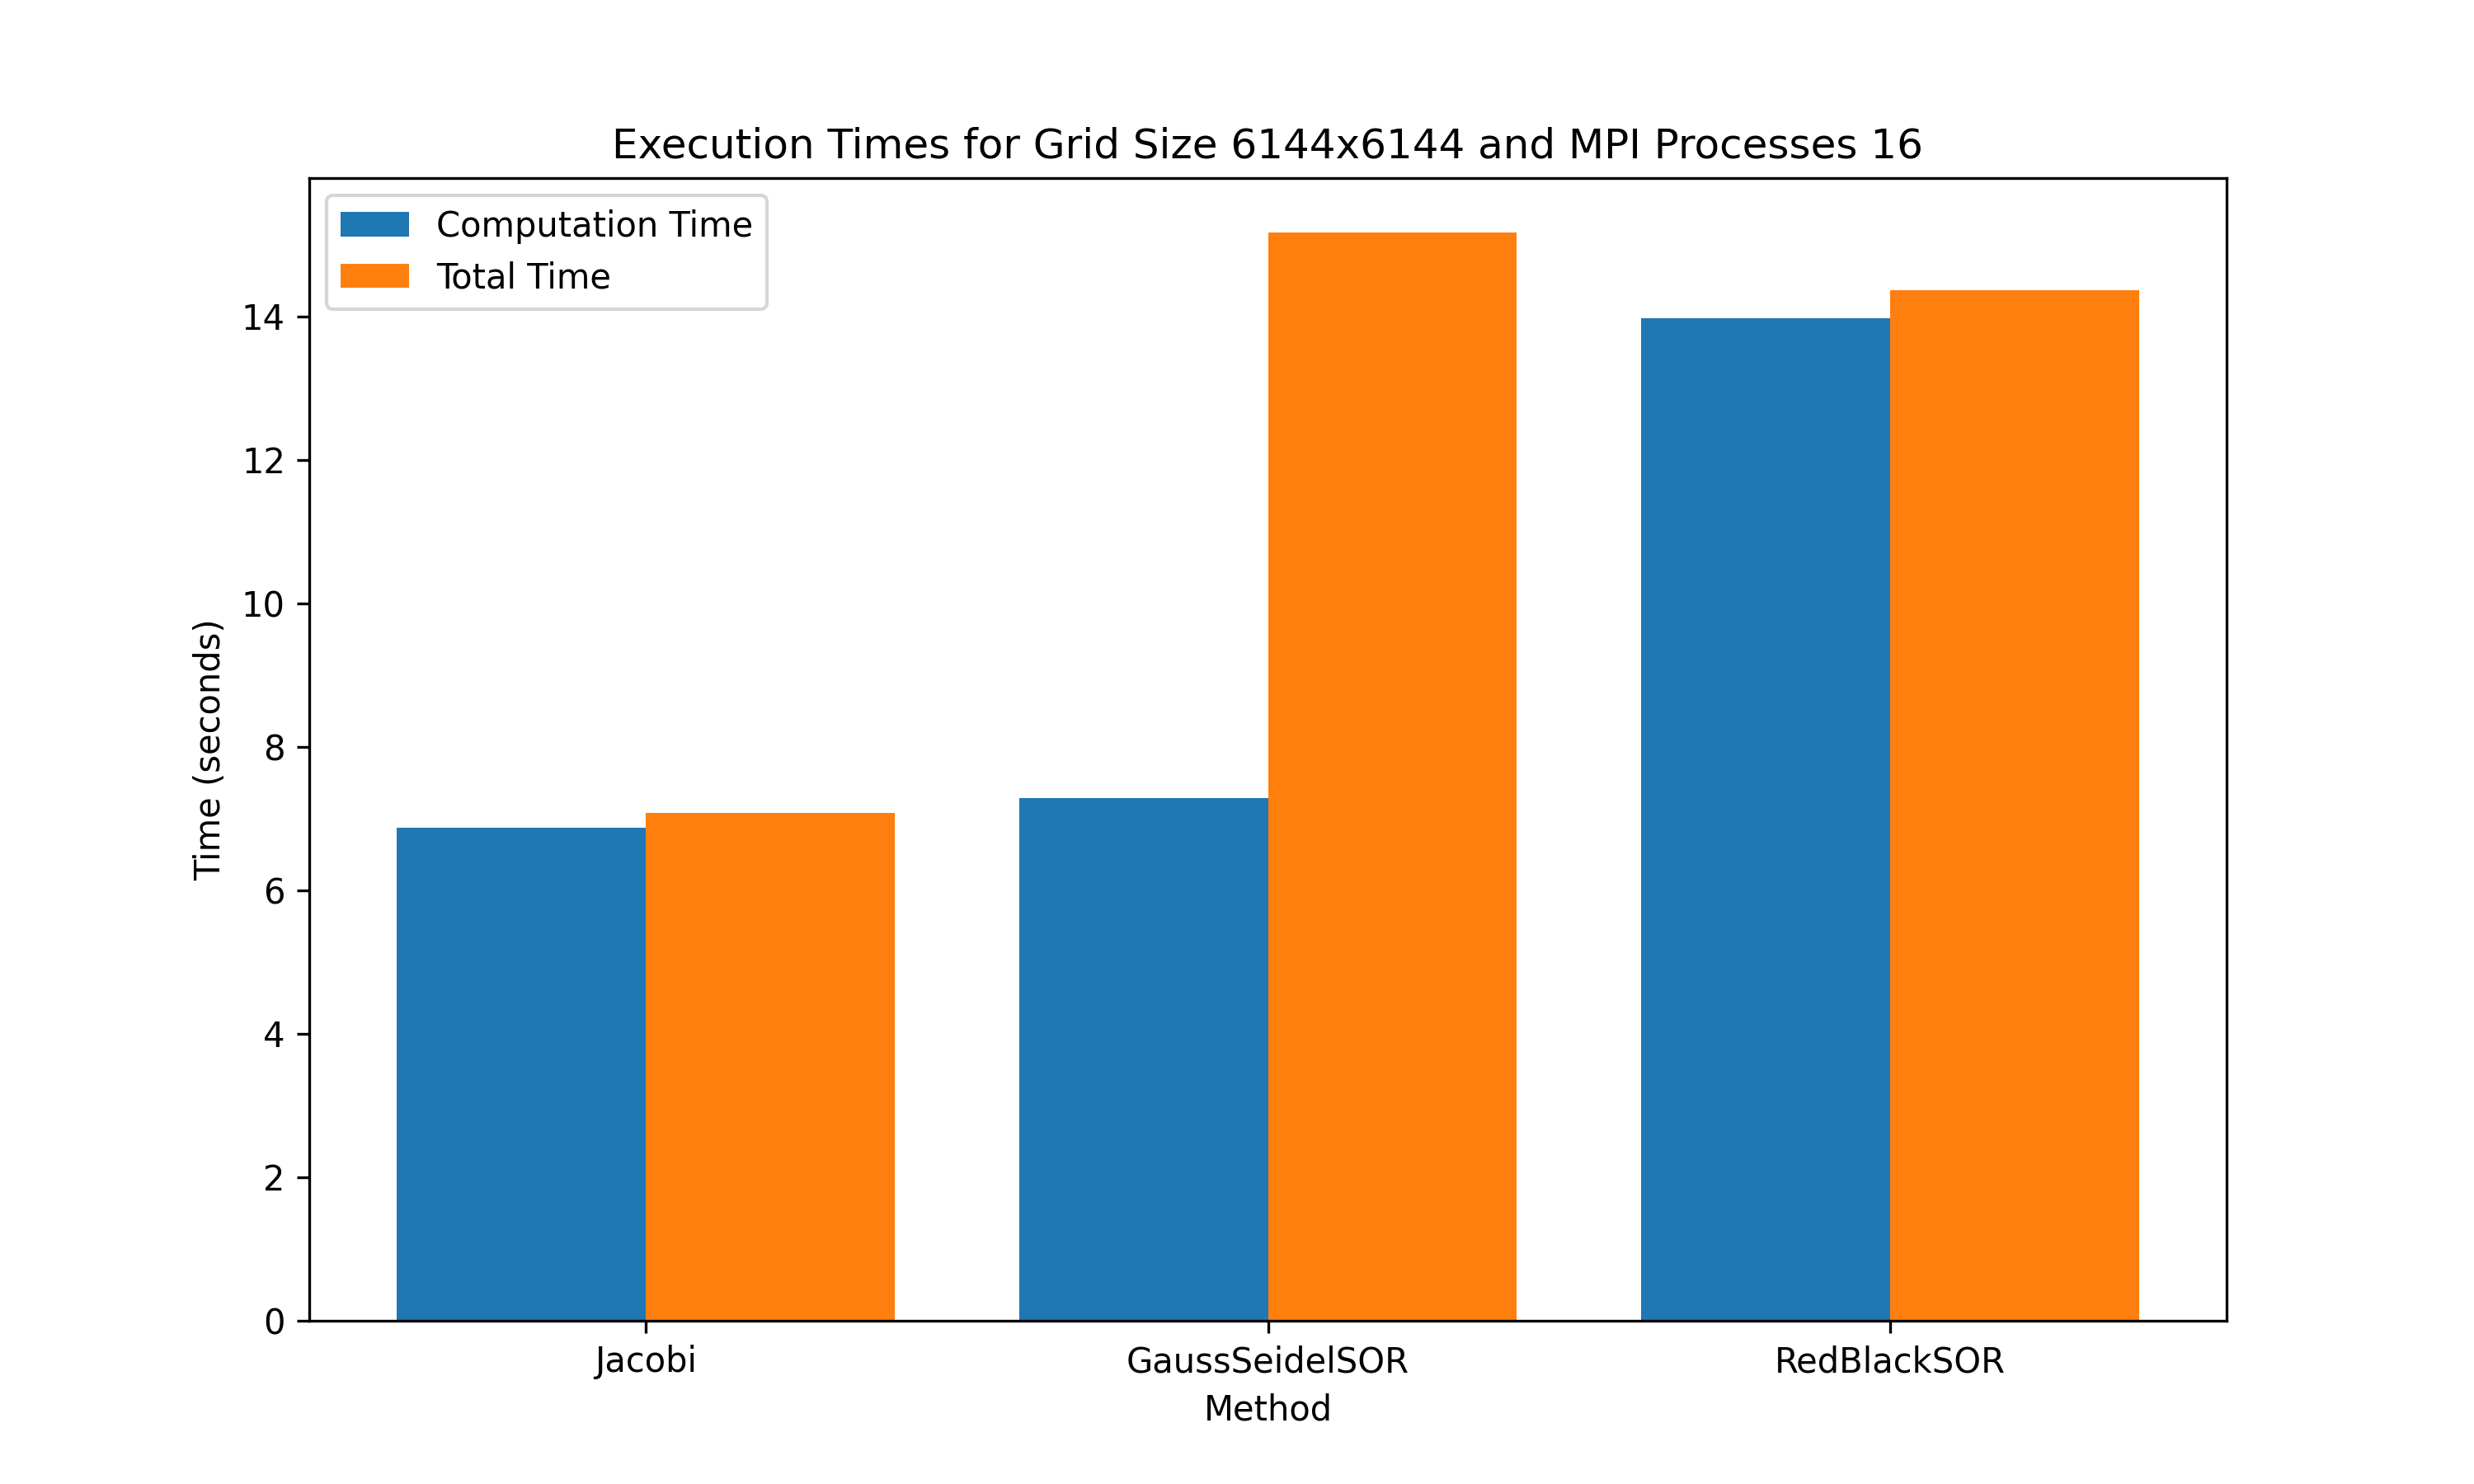 Execution Times for Grid Size 6144x6144 and MPI Processes 16
Computation Time
Total Time
Time (seconds)
14
12
10
8
6
4
2
0
Jacobi
GaussSeidelSOR
RedBlackSOR
Method